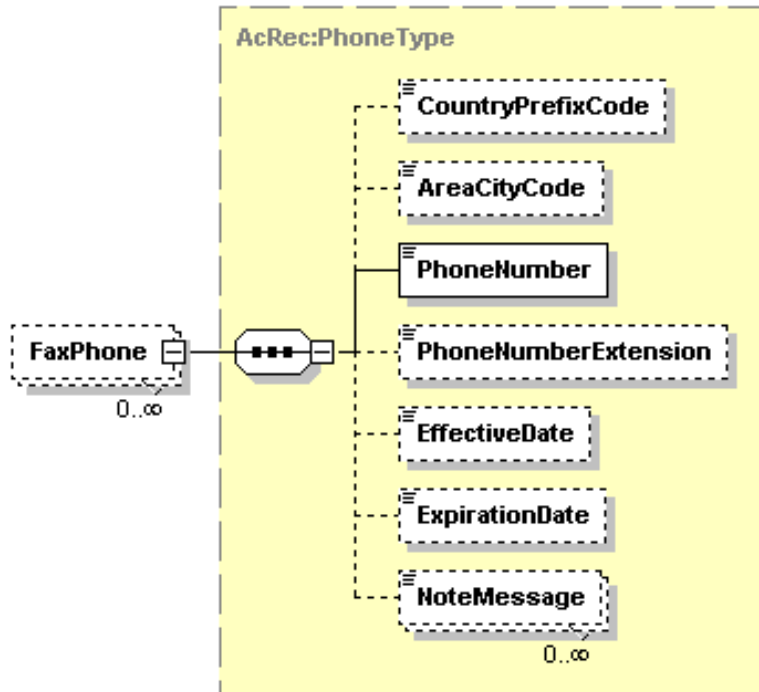 AcRec:PhoneType
CountryPrefixCode
AreaCityCode
PhoneNumber
FaxPhone
0..∞
PhoneNumberExtension
EffectiveDate
ExpirationDate
NoteMessage
0..∞